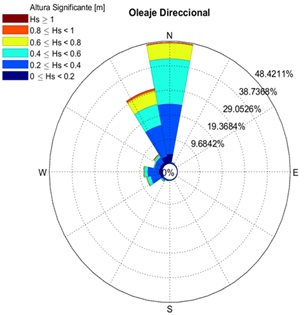 Altura Significante [m]
Hs ≥ 1
0.8 ≤ Hs < 1
0.6 ≤ Hs < 0.8
0.4 ≤ Hs < 0.6
0.2 ≤ Hs < 0.4
0 ≤ Hs < 0.2
Oleaje Direccional
N
48.4211%
38.7368%
29.0526%
19.3684%
9.6842%
W
0%
E
S